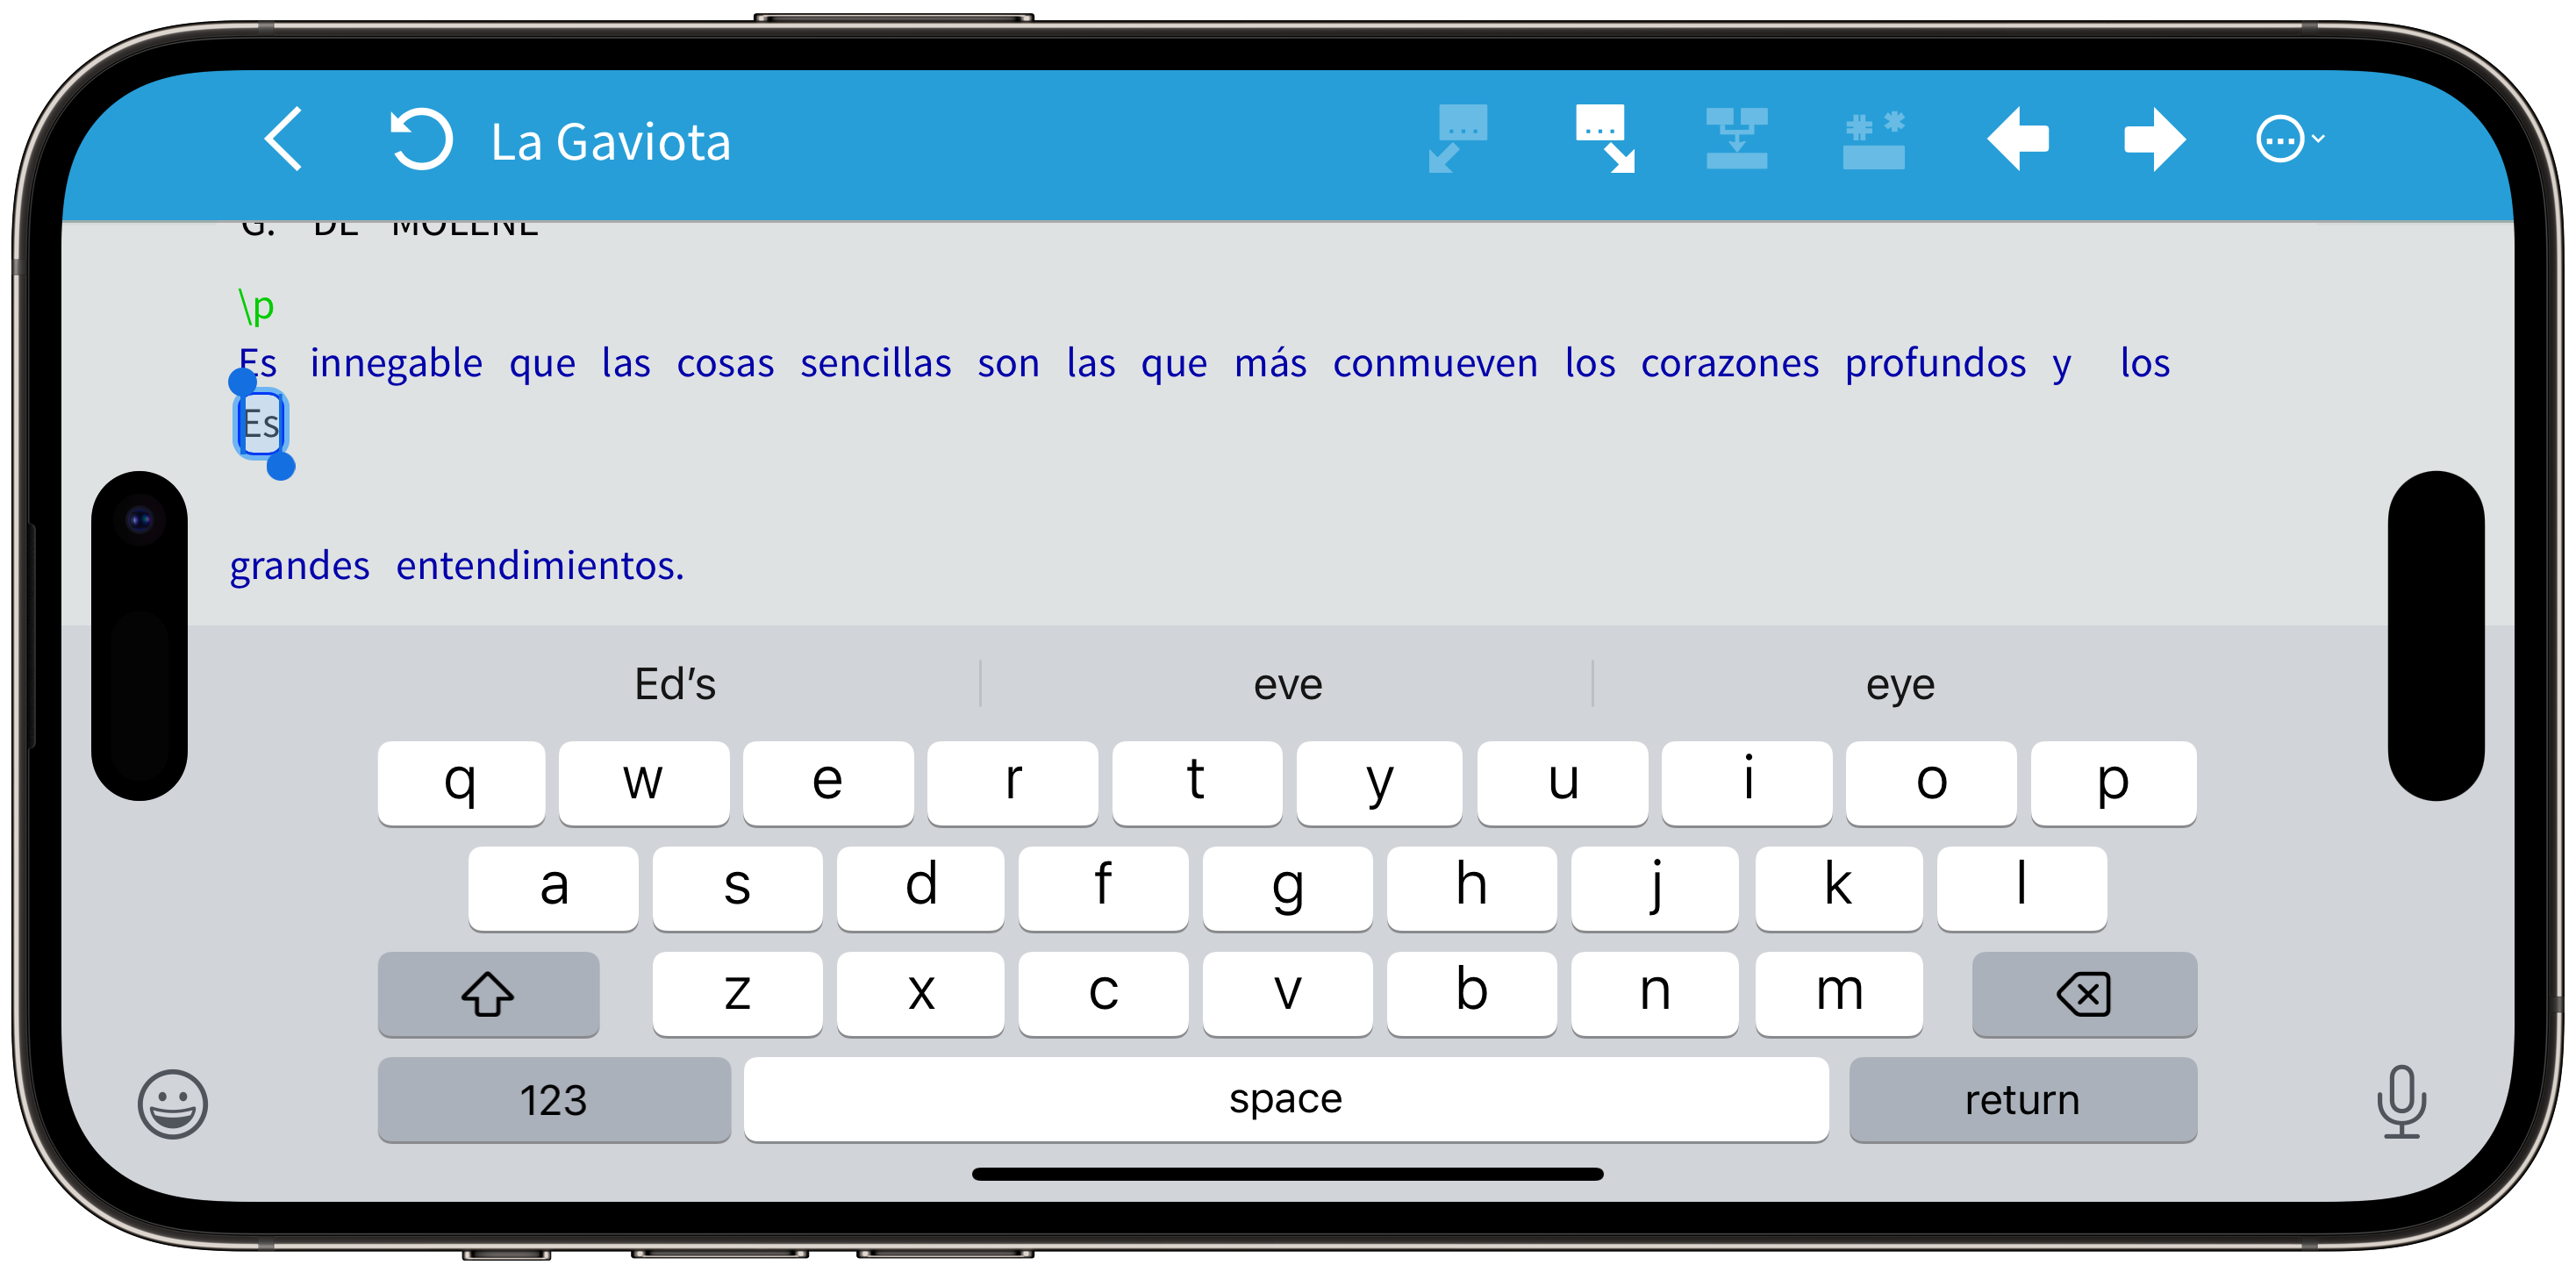 La Gaviota
G. DE MOLENE
\p
Es innegable que las cosas sencillas son las que más conmueven los corazones profundos y los
Es
grandes entendimientos.
Ed’s eve eye
q w e r t y u i o p
a s d f g h j k l
z x c v b n m
123 space return